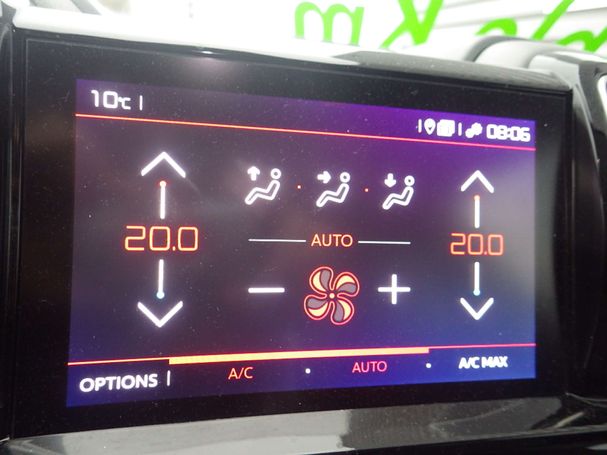 10°C
08:06
20.0 AUTO 20.0
- +
OPTIONS A/C AUTO A/C MAX